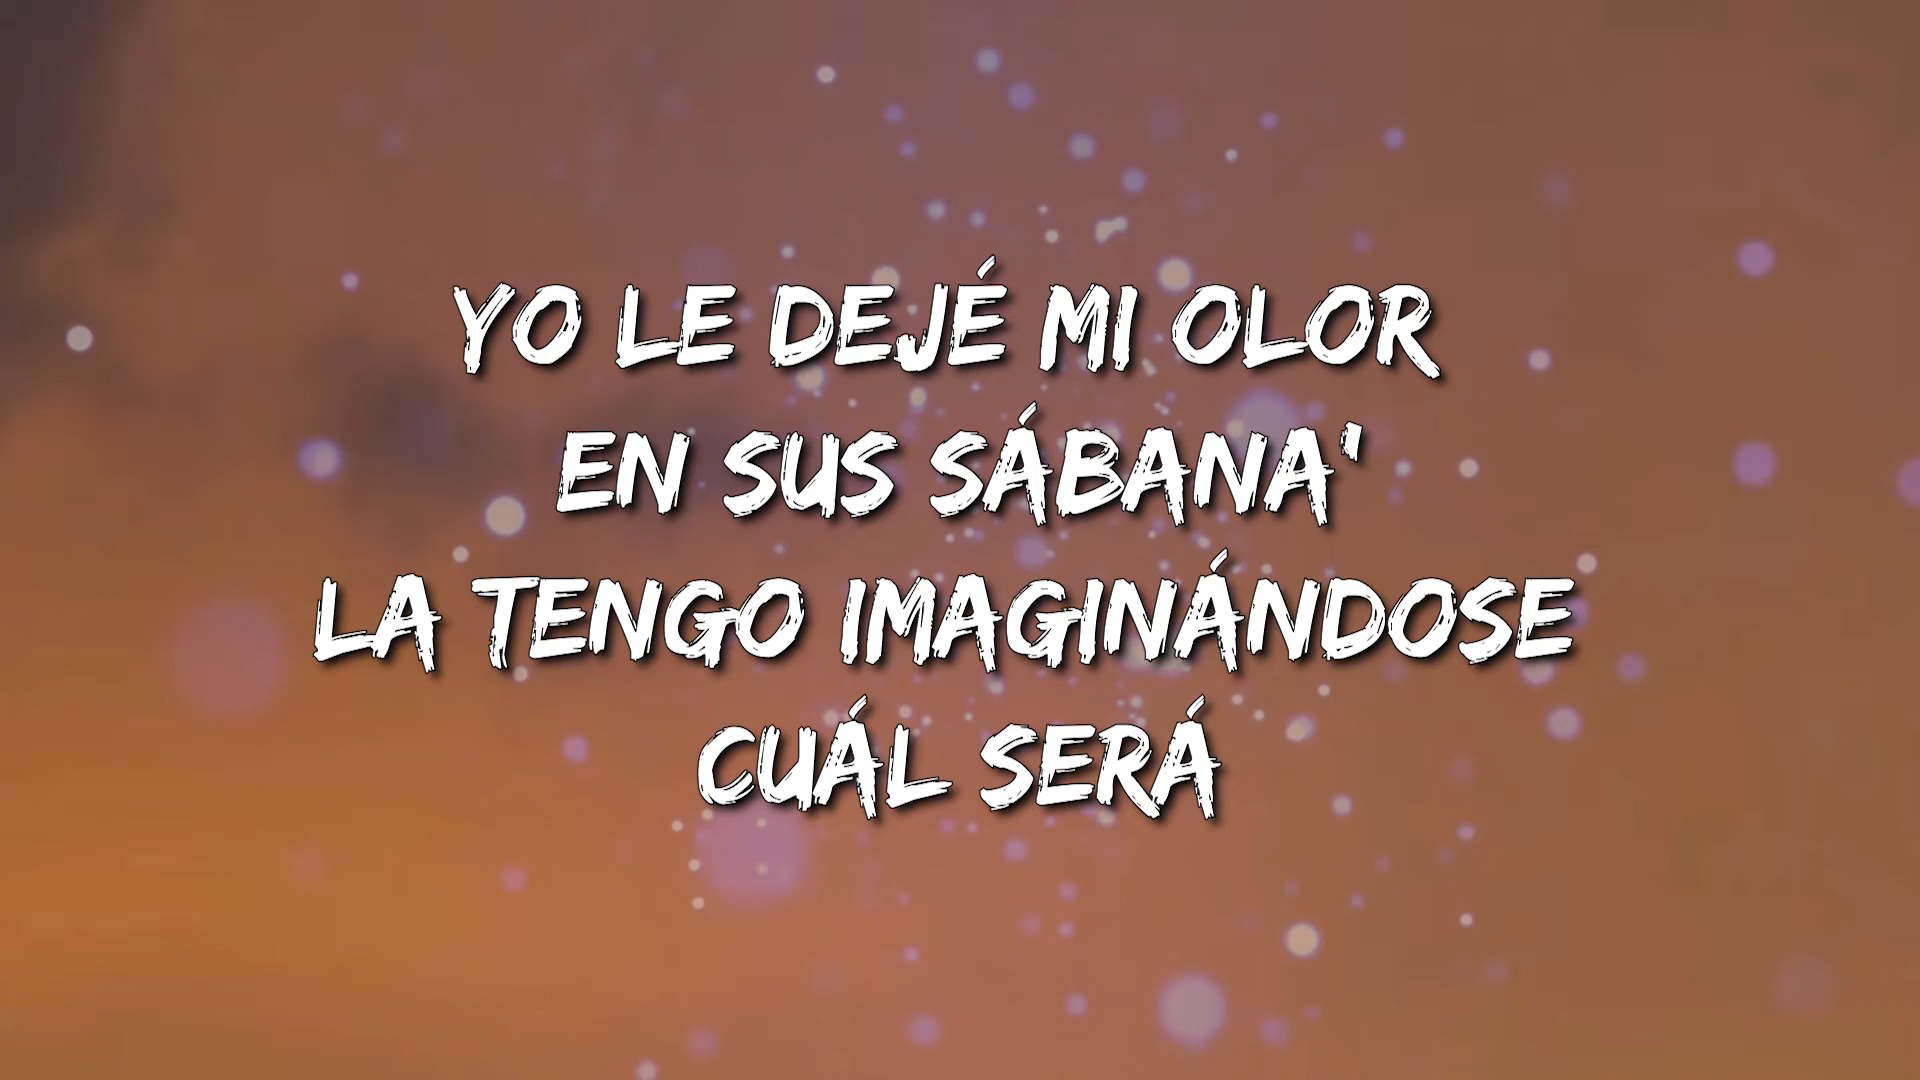 YO LE DEJÉ MI OLOR
EN SUS SÁBANA'
LA TENGO IMAGINÁNDOSE
CUÁL SERÁ